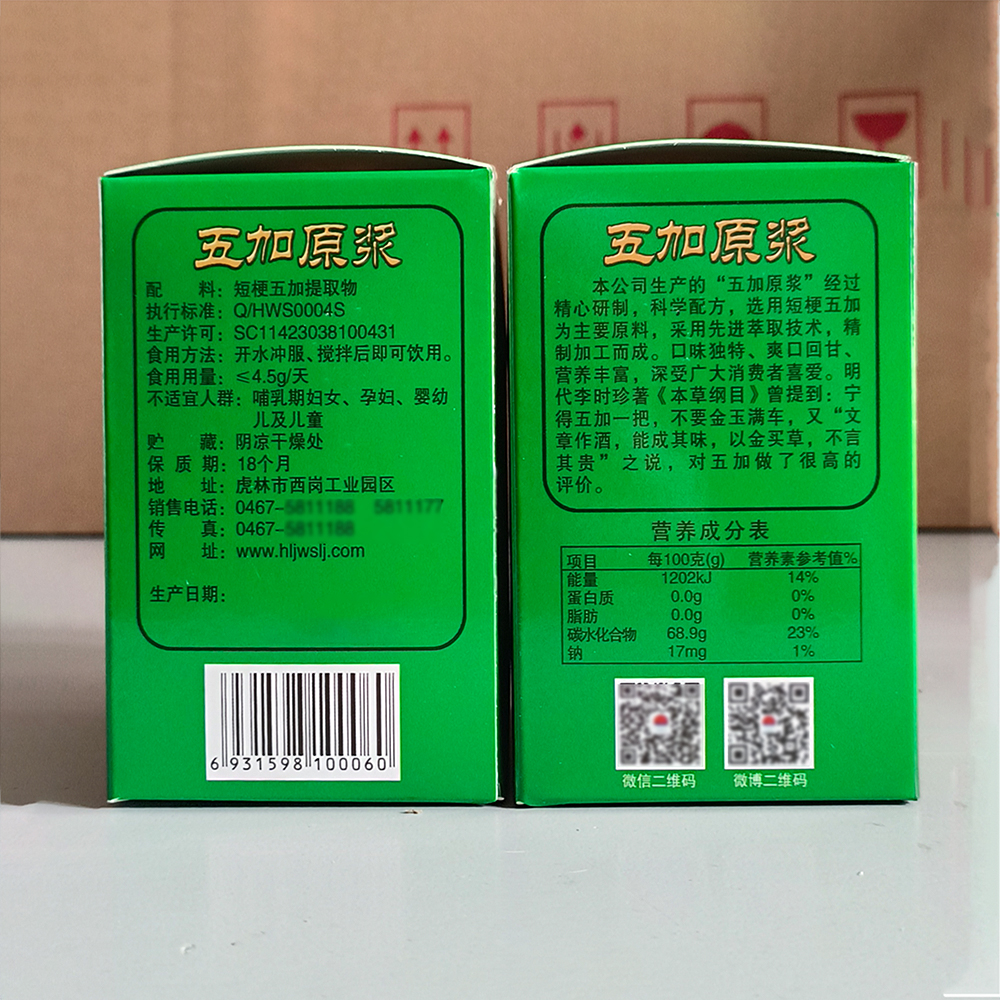 五加原浆
配 料：短梗五加提取物
执行标准：Q/HWS0004S
生产许可：SC11423038100431
食用方法：开水冲服、搅拌后即可饮用。
食用用量：≤4.5g/天
不适宜人群：哺乳期妇女、孕妇、婴幼
儿及儿童
贮 藏：阴凉干燥处
保 质 期：18个月
地 址：虎林市西岗工业园区
销售电话：0467-5811188 5811177
传 真：0467-5811188
网 址：www.hljwslj.com
生产日期：
6 931598 100060
五加原浆
本公司生产的“五加原浆”经过
精心研制，科学配方，选用短梗五加
为主要原料，采用先进萃取技术，精
制加工而成。口味独特、爽口回甘、
营养丰富，深受广大消费者喜爱。明
代李时珍著《本草纲目》曾提到：宁
得五加一把，不要金玉满车，又“文
章作酒，能成其味，以金买草，不言
其贵”之说，对五加做了很高的
评价。
营养成分表
项目 每100克(g) 营养素参考值%
能量 1202kJ 14%
蛋白质 0.0g 0%
脂肪 0.0g 0%
碳水化合物 68.9g 23%
钠 17mg 1%
微信二维码 微博二维码